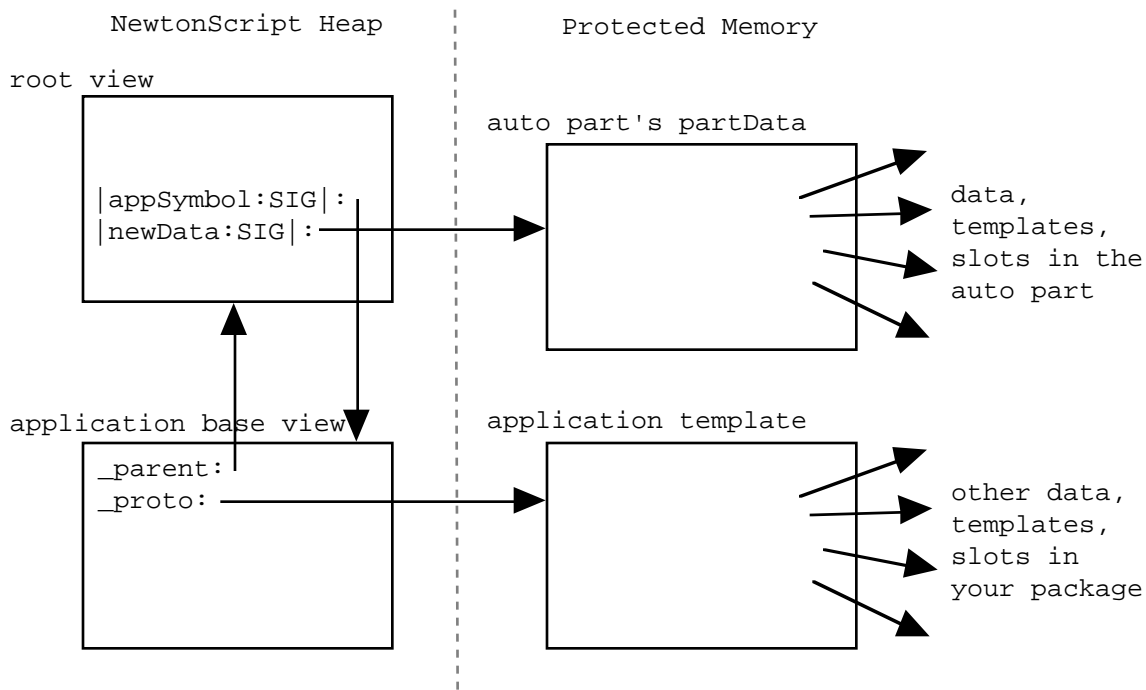 NewtonScript Heap
Protected Memory
root view
auto part's partData
|appSymbol:SIG|:
|newData:SIG|:
data,
templates,
slots in the
auto part
application base view
application template
_parent:
_proto:
other data,
templates,
slots in
your package